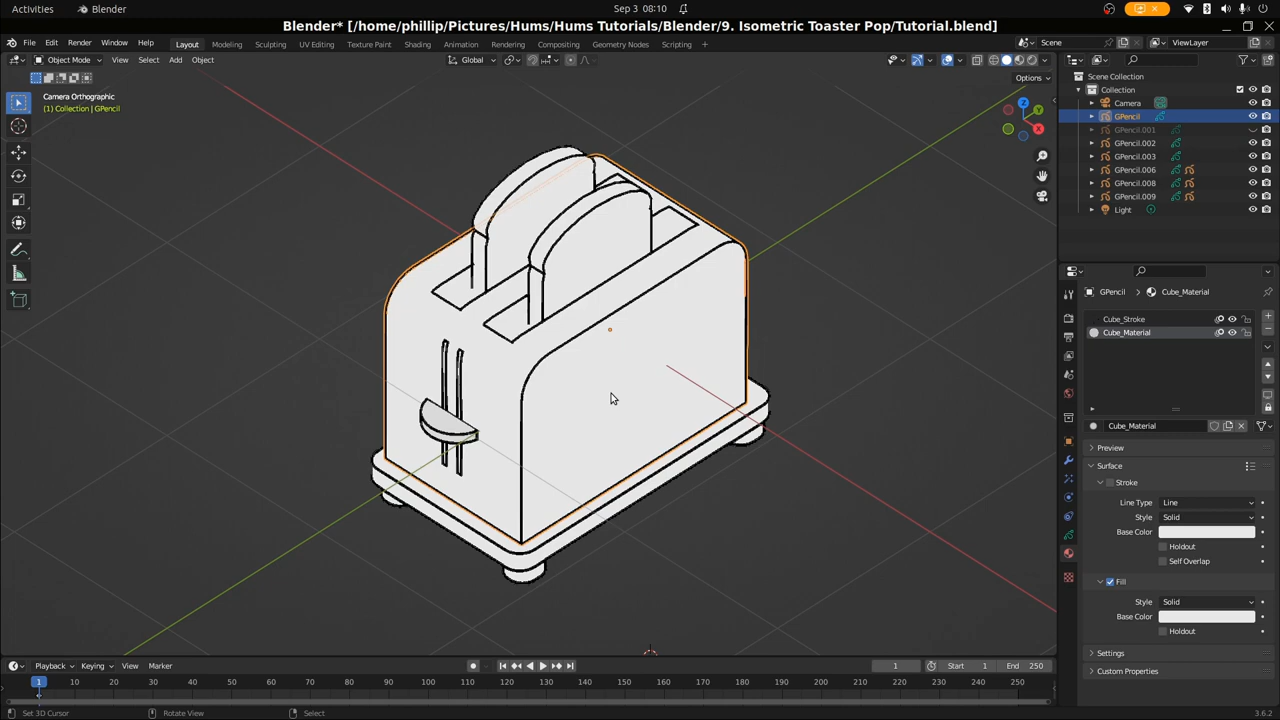 Activities
Blender
Sep 3 08:10
Blender* [/home/phillip/Pictures/Hums/Hums Tutorials/Blender/9. Isometric Toaster Pop/Tutorial.blend]
File Edit Render Window Help
Layout Modeling Sculpting UV Editing Texture Paint Shading Animation Rendering Compositing Geometry Nodes Scripting +
Scene
ViewLayer
Object Mode View Select Add Object
Global
Options
Camera Orthographic
(1) Collection | GPencil
Z
Y
X
Scene Collection
Collection
Camera
GPencil
GPencil.001
GPencil.002
GPencil.003
GPencil.006
GPencil.008
GPencil.009
Light
GPencil
Cube_Material
Cube_Stroke
Cube_Material
Cube_Material
Preview
Surface
Stroke
Line Type Line
Style Solid
Base Color
Holdout
Self Overlap
Fill
Style Solid
Base Color
Holdout
Settings
Custom Properties
Playback Keying View Marker
1
Start 1
End 250
1 10 20 30 40 50 60 70 80 90 100 110 120 130 140 150 160 170 180 190 200 210 220 230 240 250
Set 3D Cursor
Rotate View
Select
3.6.2